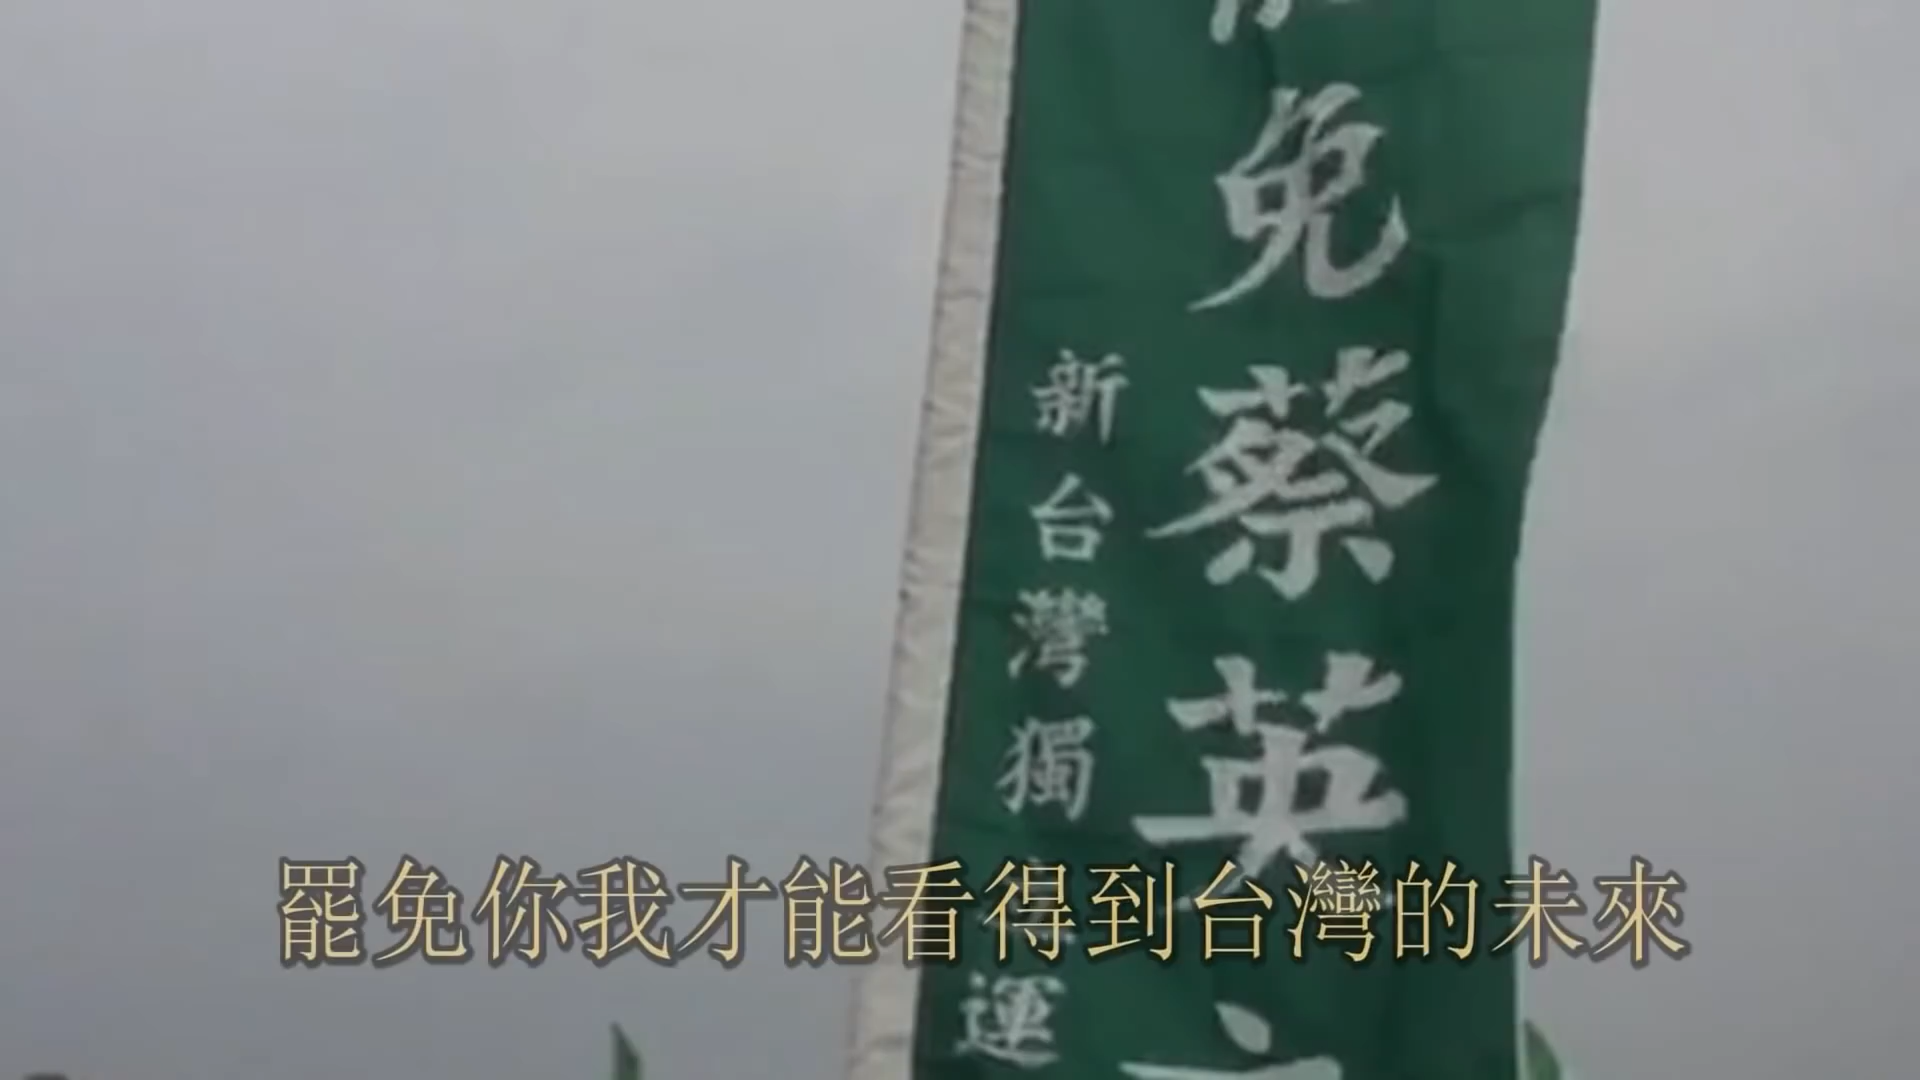 免蔡英文
新台灣獨
運
罷免你我才能看得到台灣的未來